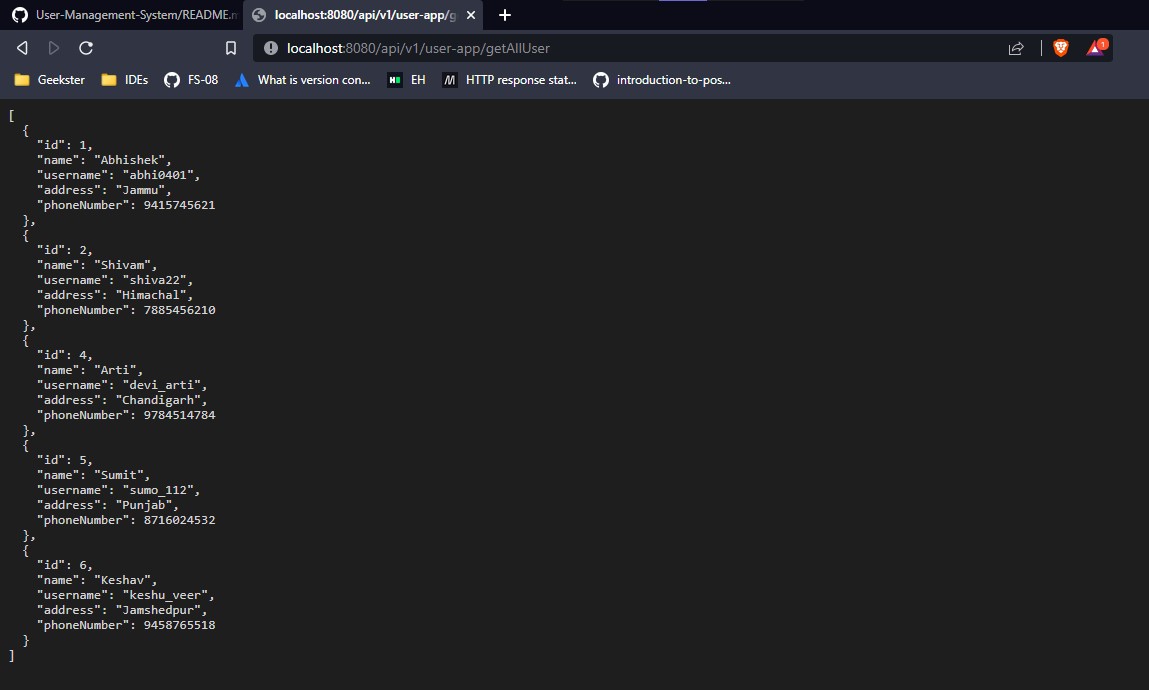 User-Management-System/README.m
localhost:8080/api/v1/user-app/g
localhost:8080/api/v1/user-app/getAllUser
1
Geekster
IDEs
FS-08
What is version con...
EH
HTTP response stat...
introduction-to-pos...
[
  {
    "id": 1,
    "name": "Abhishek",
    "username": "abhi0401",
    "address": "Jammu",
    "phoneNumber": 9415745621
  },
  {
    "id": 2,
    "name": "Shivam",
    "username": "shiva22",
    "address": "Himachal",
    "phoneNumber": 7885456210
  },
  {
    "id": 4,
    "name": "Arti",
    "username": "devi_arti",
    "address": "Chandigarh",
    "phoneNumber": 9784514784
  },
  {
    "id": 5,
    "name": "Sumit",
    "username": "sumo_112",
    "address": "Punjab",
    "phoneNumber": 8716024532
  },
  {
    "id": 6,
    "name": "Keshav",
    "username": "keshu_veer",
    "address": "Jamshedpur",
    "phoneNumber": 9458765518
  }
]